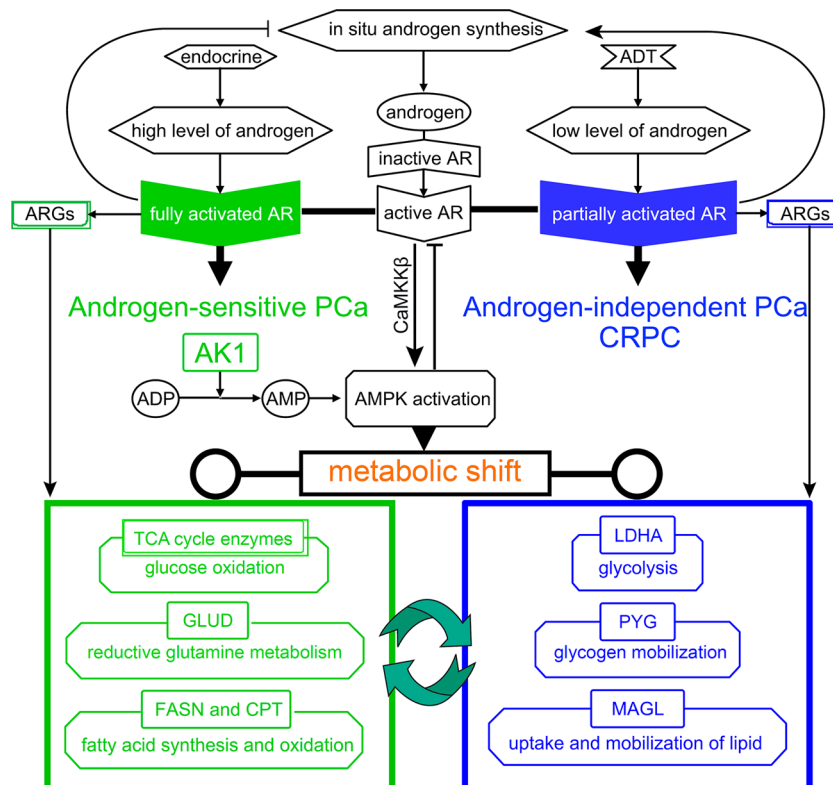 in situ androgen synthesis
endocrine
ADT
androgen
high level of androgen
low level of androgen
inactive AR
ARGs
fully activated AR
active AR
partially activated AR
ARGs
CaMKKβ
Androgen-sensitive PCa
Androgen-independent PCa
CRPC
AK1
ADP
AMP
AMPK activation
metabolic shift
TCA cycle enzymes
glucose oxidation
GLUD
reductive glutamine metabolism
FASN and CPT
fatty acid synthesis and oxidation
LDHA
glycolysis
PYG
glycogen mobilization
MAGL
uptake and mobilization of lipid